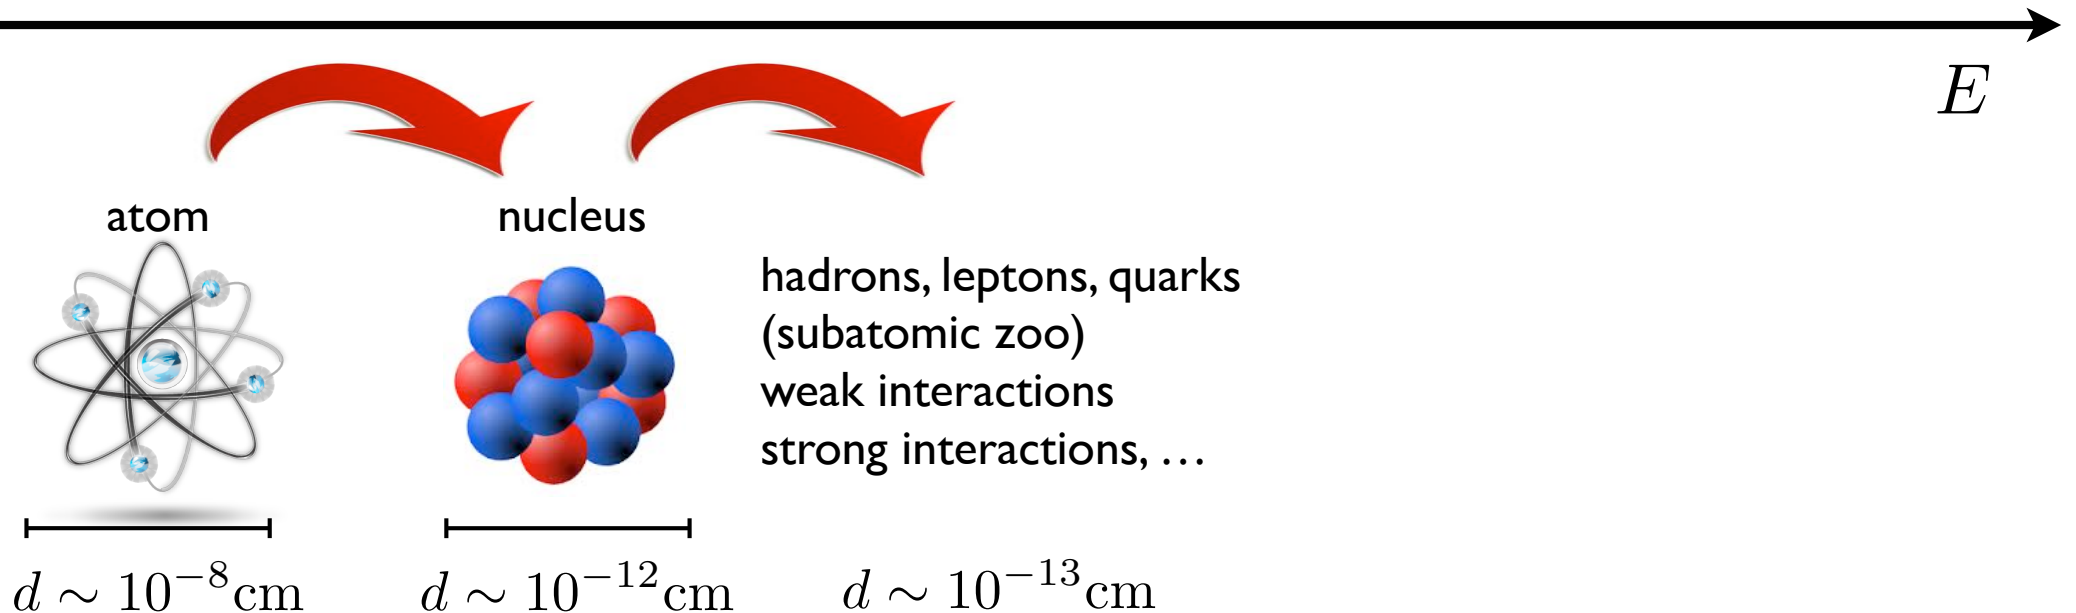 E
atom
nucleus
hadrons, leptons, quarks
(subatomic zoo)
weak interactions
strong interactions, …
d ∼ 10⁻⁸cm
d ∼ 10⁻¹²cm
d ∼ 10⁻¹³cm